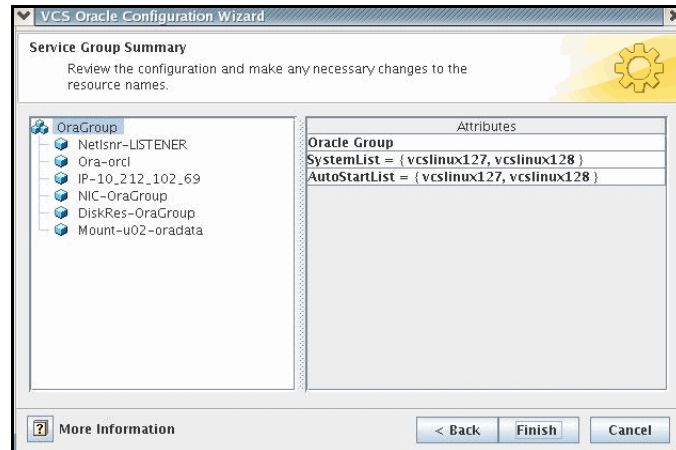 VCS Oracle Configuration Wizard
Service Group Summary
Review the configuration and make any necessary changes to the
resource names.
OraGroup
Netlsnr-LISTENER
Ora-orcl
IP-10_212_102_69
NIC-OraGroup
DiskRes-OraGroup
Mount-u02-oradata
Attributes
Oracle Group
SystemList = { vcslinux127, vcslinux128 }
AutoStartList = { vcslinux127, vcslinux128 }
? More Information
< Back
Finish
Cancel